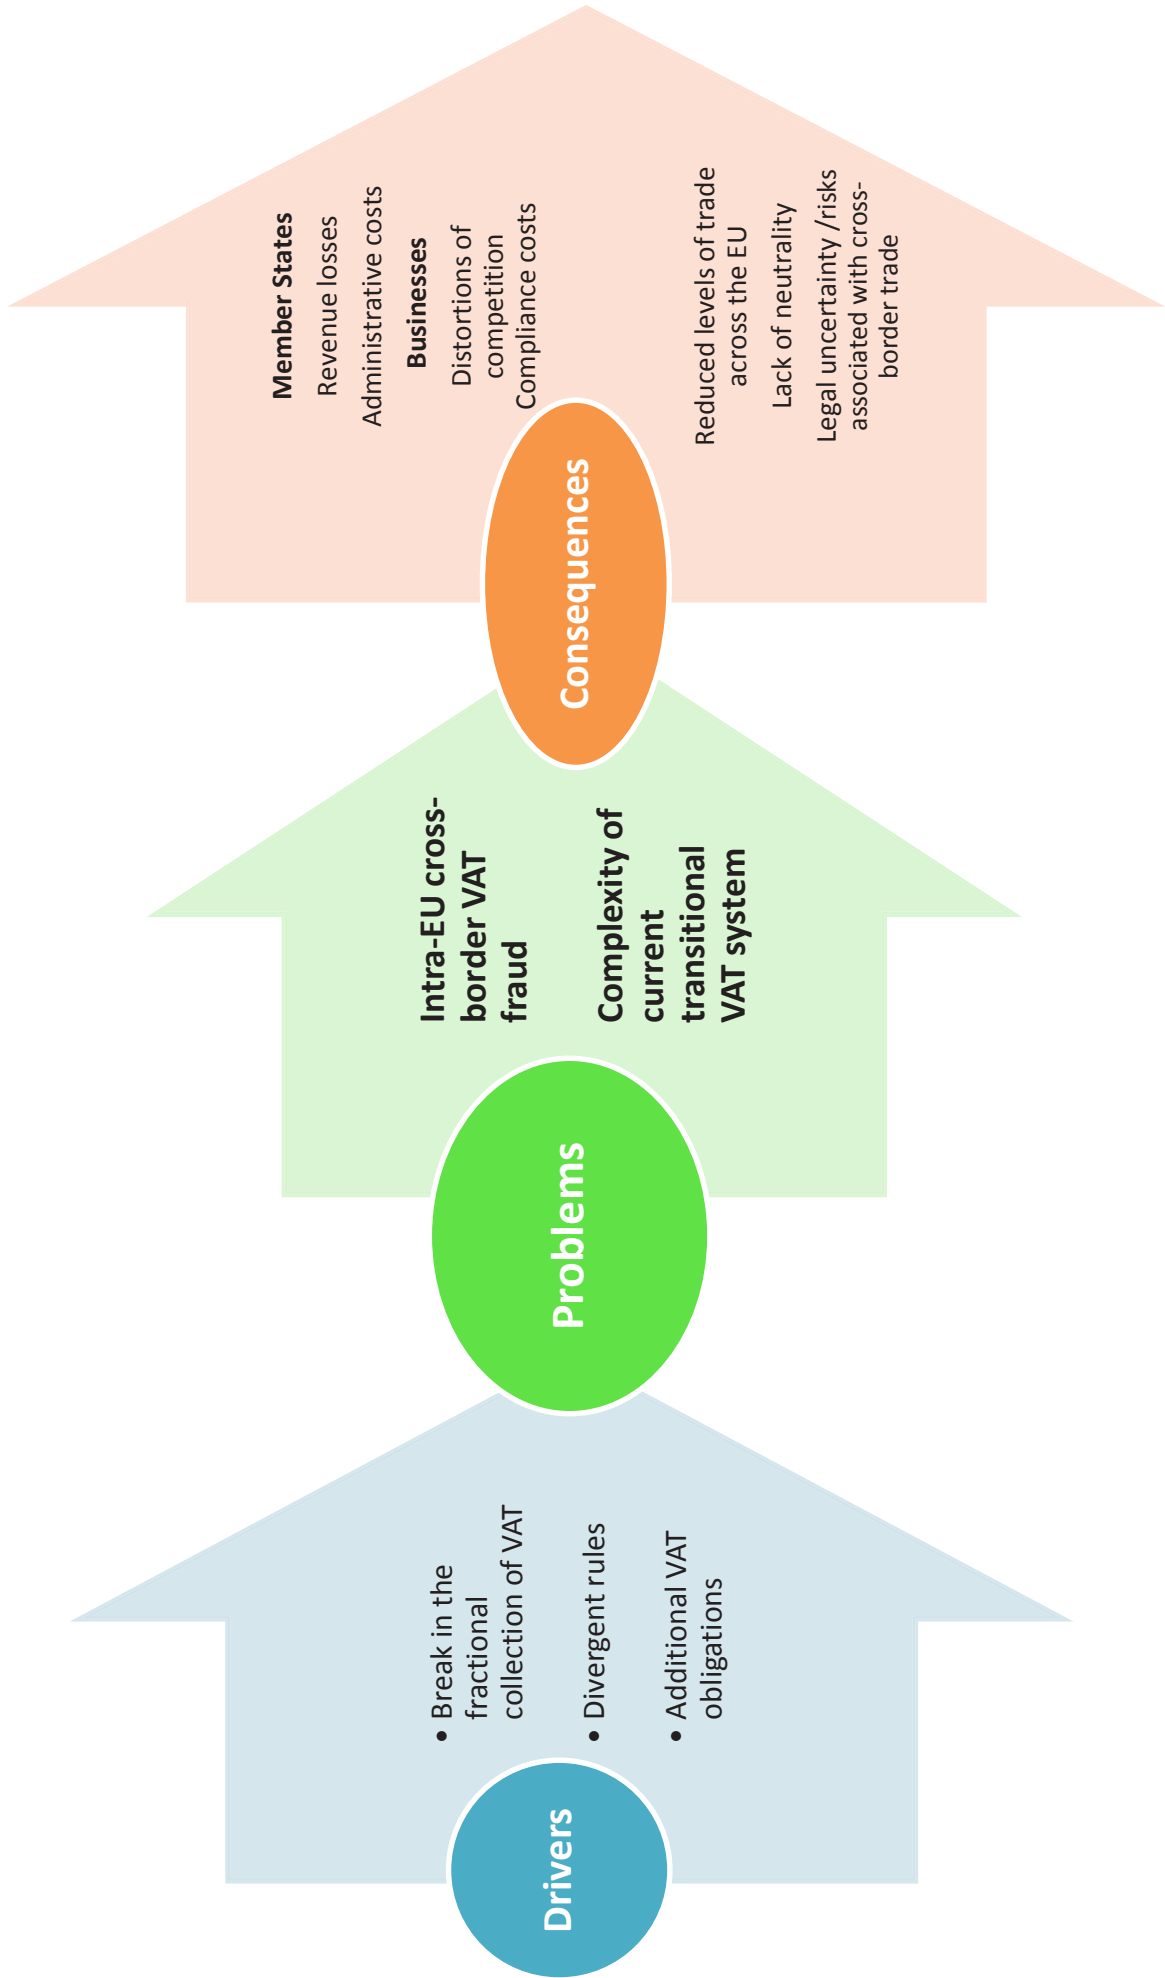 Drivers
• Break in the
fractional
collection of VAT
• Divergent rules
• Additional VAT
obligations
Problems
Intra-EU cross-
border VAT
fraud
Complexity of
current
transitional
VAT system
Consequences
Member States
Revenue losses
Administrative costs
Businesses
Distortions of
competition
Compliance costs
Reduced levels of trade
across the EU
Lack of neutrality
Legal uncertainty /risks
associated with cross-
border trade